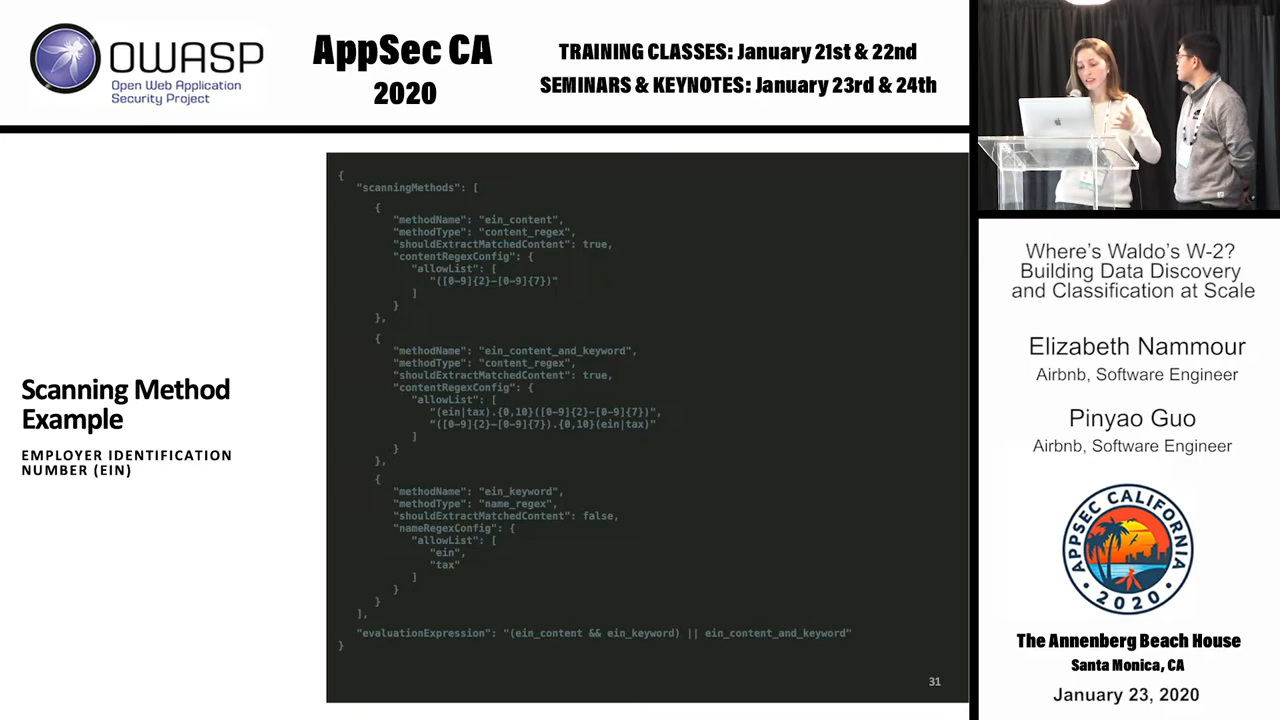 OWASP
Open Web Application
Security Project
AppSec CA
2020
TRAINING CLASSES: January 21st & 22nd
SEMINARS & KEYNOTES: January 23rd & 24th
Scanning Method
Example
EMPLOYER IDENTIFICATION
NUMBER (EIN)
{
"scanningMethods": [
{
"methodName": "ein_content",
"methodType": "content_regex",
"shouldExtractMatchedContent": true,
"contentRegexConfig": {
"allowList": [
"([0-9]{2}-[0-9]{7})"
]
}
},
{
"methodName": "ein_content_and_keyword",
"methodType": "content_regex",
"shouldExtractMatchedContent": true,
"contentRegexConfig": {
"allowList": [
"(ein|tax).{0,10}([0-9]{2}-[0-9]{7})",
"([0-9]{2}-[0-9]{7}).{0,10}(ein|tax)"
]
}
},
{
"methodName": "ein_keyword",
"methodType": "name_regex",
"shouldExtractMatchedContent": false,
"nameRegexConfig": {
"allowList": [
"ein",
"tax"
]
}
}
],
"evaluationExpression": "(ein_content && ein_keyword) || ein_content_and_keyword"
}
31
Where's Waldo's W-2?
Building Data Discovery
and Classification at Scale
Elizabeth Nammour
Airbnb, Software Engineer
Pinyao Guo
Airbnb, Software Engineer
APPSEC CALIFORNIA
2020
The Annenberg Beach House
Santa Monica, CA
January 23, 2020